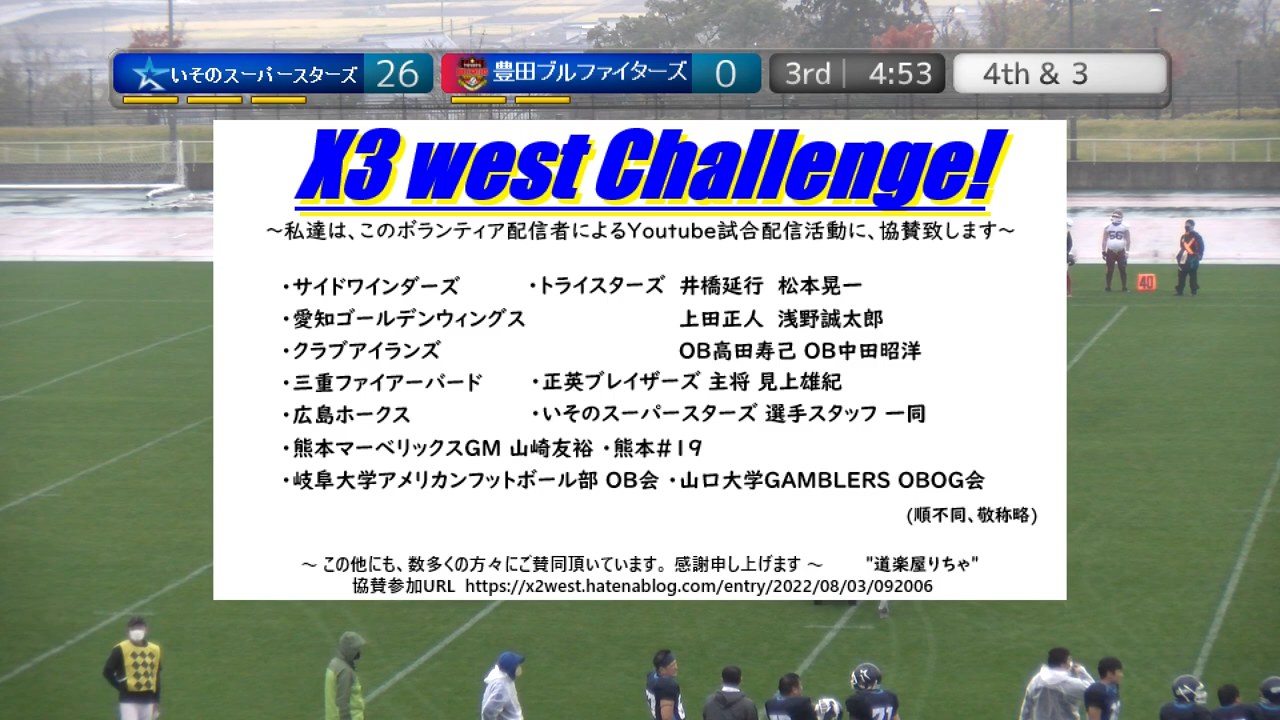 いそのスーパースターズ 26 豊田ブルファイターズ 0 3rd 4:53 4th & 3
X3 west Challenge!
～私達は、このボランティア配信者によるYoutube試合配信活動に、協賛致します～
・サイドワインダーズ ・トライスターズ 井橋延行 松本晃一
・愛知ゴールデンウィングス 上田正人 浅野誠太郎
・クラブアイランズ OB高田寿己 OB中田昭洋
・三重ファイアーバード ・正英ブレイザーズ 主将 見上雄紀
・広島ホークス ・いそのスーパースターズ 選手スタッフ 一同
・熊本マーベリックスGM 山崎友裕 ・熊本#19
・岐阜大学アメリカンフットボール部 OB会 ・山口大学GAMBLERS OBOG会
(順不同、敬称略)
～ この他にも、数多くの方々にご賛同頂いています。感謝申し上げます ～ "道楽屋りちゃ"
協賛参加URL https://x2west.hatenablog.com/entry/2022/08/03/092006
56
40
71